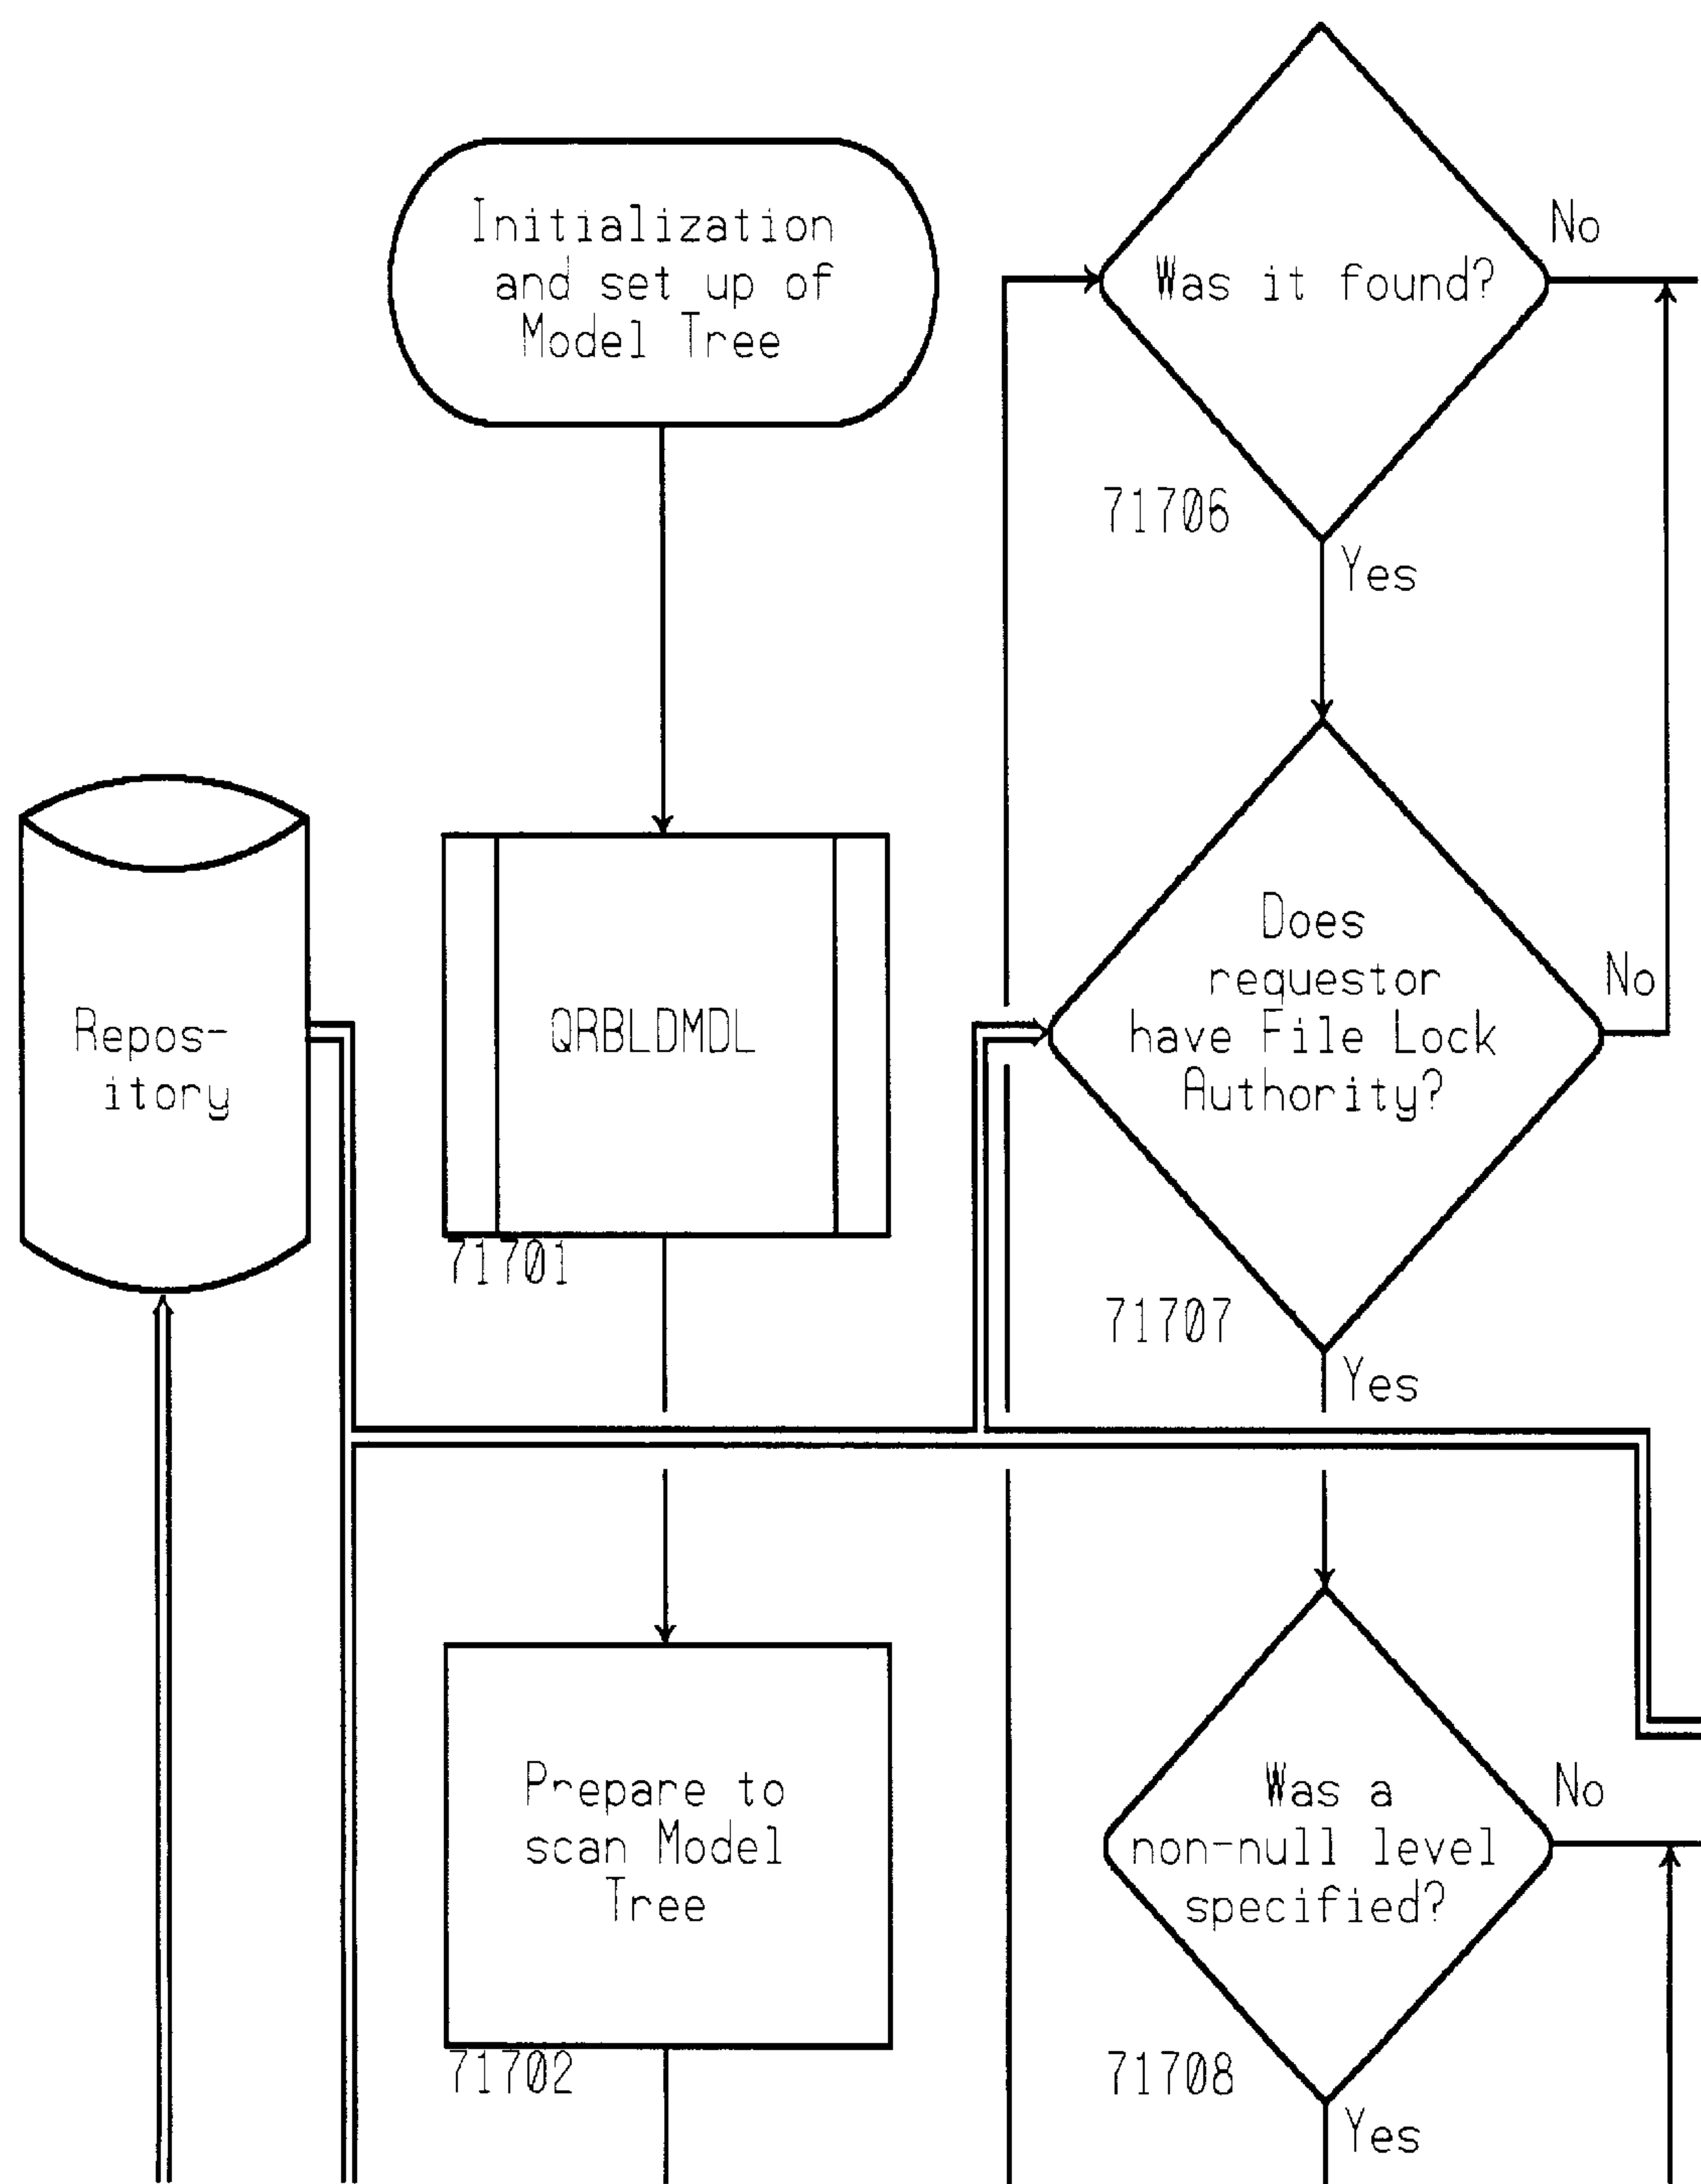 Initialization
and set up of
Model Tree
Repos-
itory
QRBLDMDL
71701
Prepare to
scan Model
Tree
71702
Was it found?
No
71706
Yes
Does
requestor
have File Lock
Authority?
No
71707
Yes
Was a
non-null level
specified?
No
71708
Yes